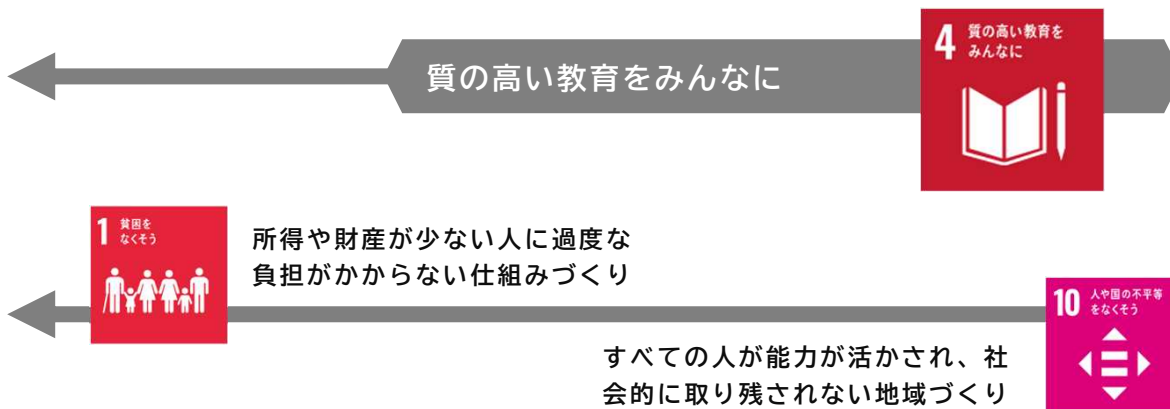 質の高い教育をみんなに
4 質の高い教育を
みんなに
1 貧困を
なくそう
所得や財産が少ない人に過度な
負担がかからない仕組みづくり
10 人や国の不平等
をなくそう
すべての人が能力が活かされ、社
会的に取り残されない地域づくり